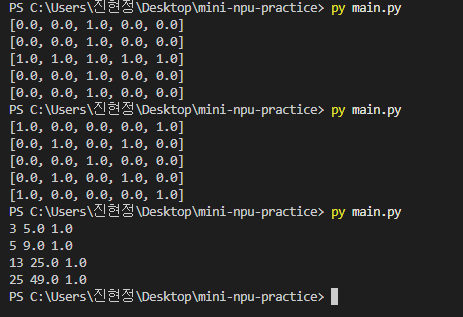 PS C:\Users\진현정\Desktop\mini-npu-practice> py main.py
[0.0, 0.0, 1.0, 0.0, 0.0]
[0.0, 0.0, 1.0, 0.0, 0.0]
[1.0, 1.0, 1.0, 1.0, 1.0]
[0.0, 0.0, 1.0, 0.0, 0.0]
[0.0, 0.0, 1.0, 0.0, 0.0]
PS C:\Users\진현정\Desktop\mini-npu-practice> py main.py
[1.0, 0.0, 0.0, 0.0, 1.0]
[0.0, 1.0, 0.0, 1.0, 0.0]
[0.0, 0.0, 1.0, 0.0, 0.0]
[0.0, 1.0, 0.0, 1.0, 0.0]
[1.0, 0.0, 0.0, 0.0, 1.0]
PS C:\Users\진현정\Desktop\mini-npu-practice> py main.py
3 5.0 1.0
5 9.0 1.0
13 25.0 1.0
25 49.0 1.0
PS C:\Users\진현정\Desktop\mini-npu-practice>